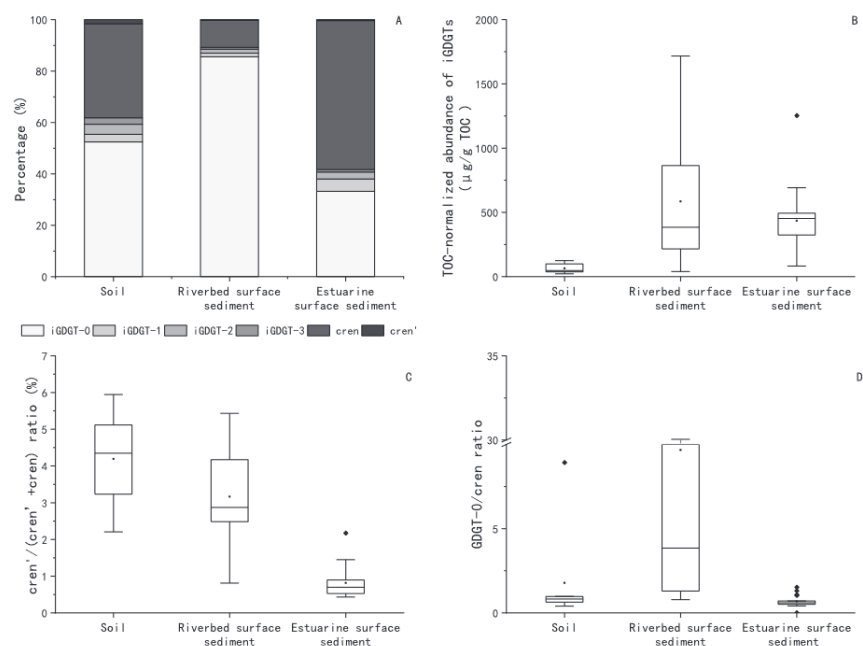 A
Percentage (%)
100
80
60
40
20
0
Soil
Riverbed surface
sediment
Estuarine
surface sediment
iGDGT-0
iGDGT-1
iGDGT-2
iGDGT-3
cren
cren'
B
TOC-normalized abundance of iGDGTs
(μg/g TOC )
2000
1500
1000
500
0
Soil
Riverbed surface
sediment
Estuarine surface
sediment
C
cren'/(cren' +cren) ratio (%)
7
6
5
4
3
2
1
0
Soil
Riverbed surface
sediment
Estuarine surface
sediment
D
GDGT-0/cren ratio
35
30
5
0
Soil
Riverbed surface
sediment
Estuarine surface
sediment